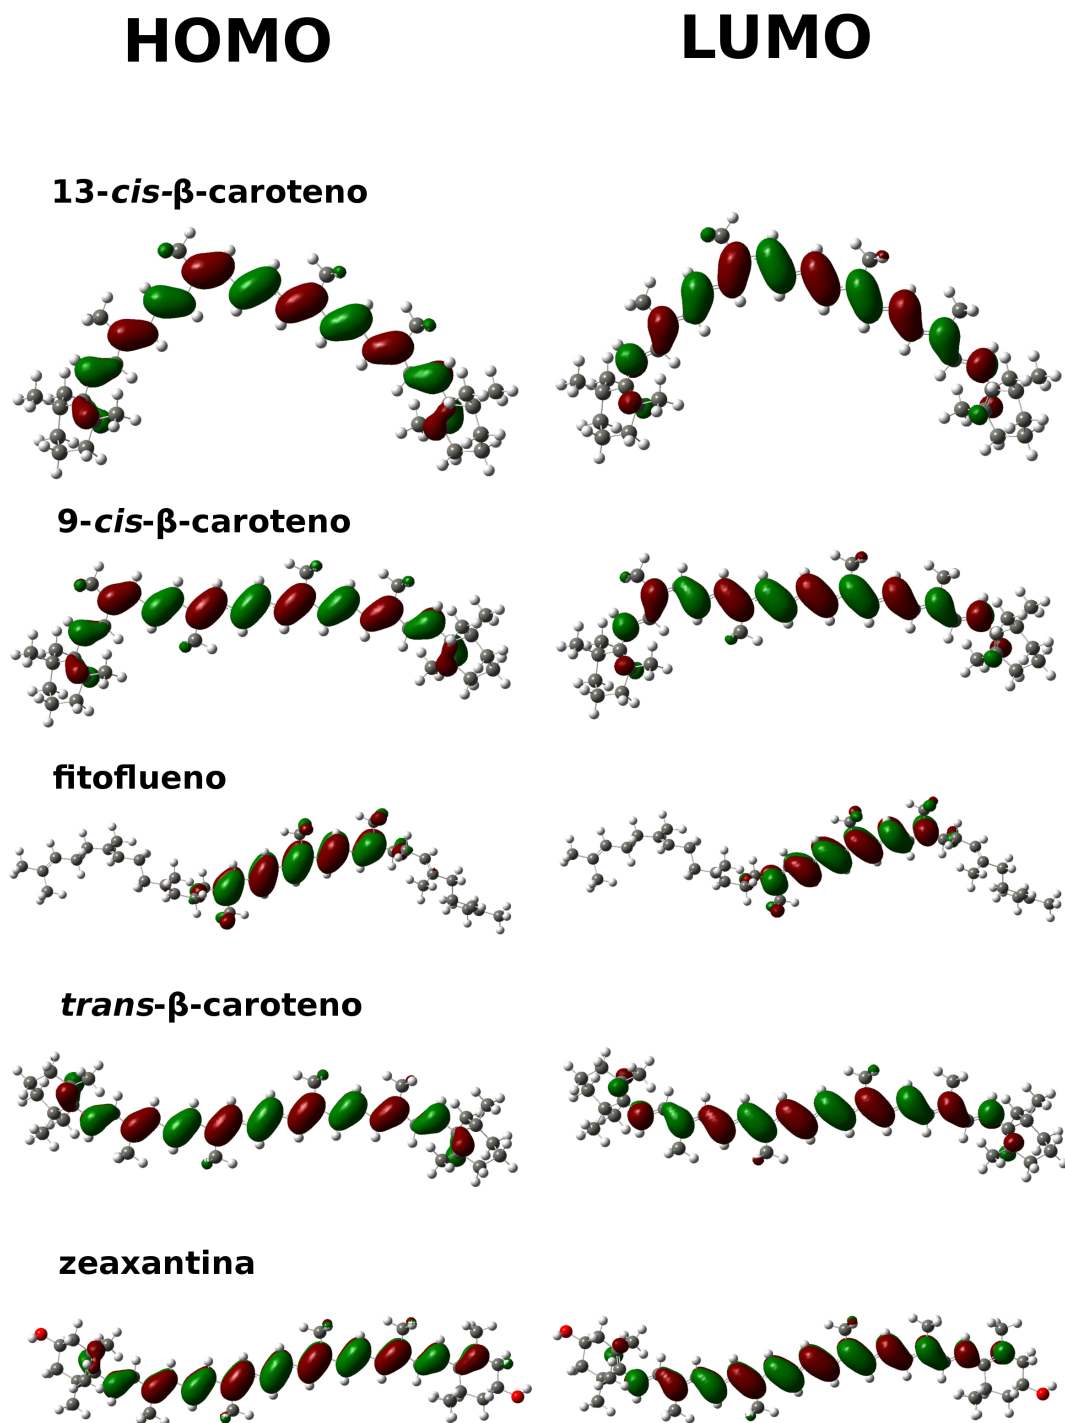 HOMO LUMO
13-cis-β-caroteno
9-cis-β-caroteno
fitoflueno
trans-β-caroteno
zeaxantina